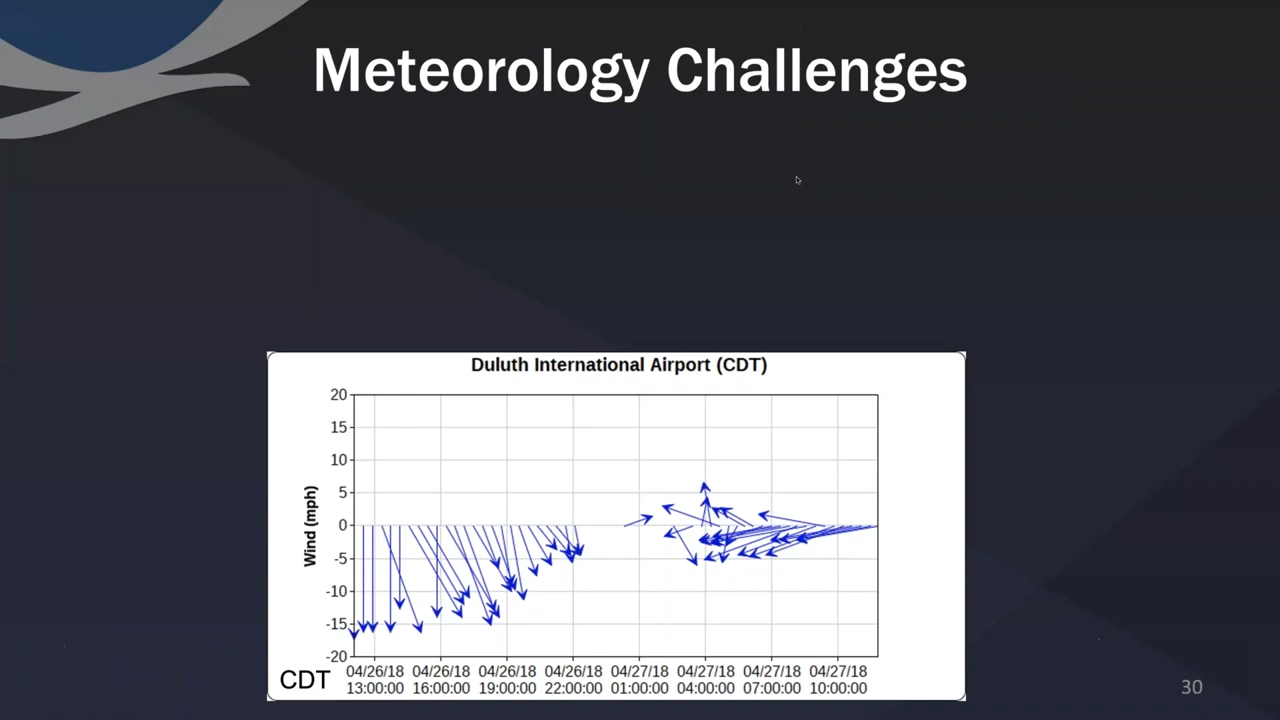 Meteorology Challenges
Duluth International Airport (CDT)
Wind (mph)
20
15
10
5
0
-5
-10
-15
-20
04/26/18 04/26/18 04/26/18 04/26/18 04/27/18 04/27/18 04/27/18 04/27/18
13:00:00 16:00:00 19:00:00 22:00:00 01:00:00 04:00:00 07:00:00 10:00:00
CDT
30